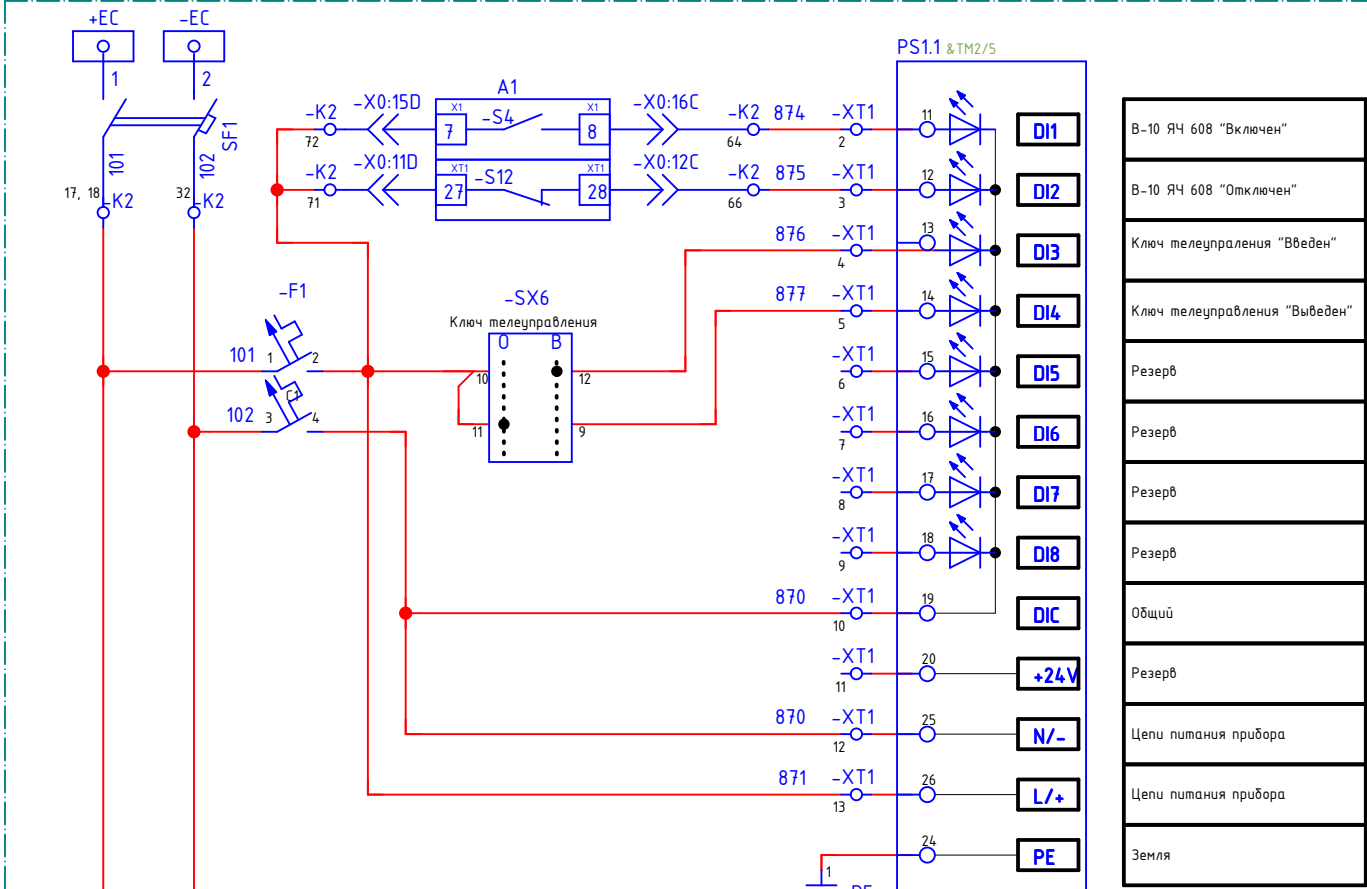 +EC
-EC
1
2
SF1
101
102
17, 18
-K2
32
-K2
-K2
72
-X0:15D
A1
X1
7
-S4
X1
8
-X0:16C
-K2
64
874
-XT1
2
-K2
71
-X0:11D
XT1
27
-S12
XT1
28
-X0:12C
-K2
66
875
-XT1
3
876
-XT1
4
877
-XT1
5
-F1
101
1
2
C1
102
3
4
-SX6
Ключ телеуправления
O
B
10
12
11
9
-XT1
6
-XT1
7
-XT1
8
-XT1
9
870
-XT1
10
-XT1
11
870
-XT1
12
871
-XT1
13
1
PS1.1 &TM2/5
11
DI1
В-10 ЯЧ 608 "Включен"
12
DI2
В-10 ЯЧ 608 "Отключен"
13
DI3
Ключ телеупраления "Введен"
14
DI4
Ключ телеуправления "Выведен"
15
DI5
Резерв
16
DI6
Резерв
17
DI7
Резерв
18
DI8
Резерв
19
DIC
Общий
20
+24V
Резерв
25
N/-
Цепи питания прибора
26
L/+
Цепи питания прибора
24
PE
Земля